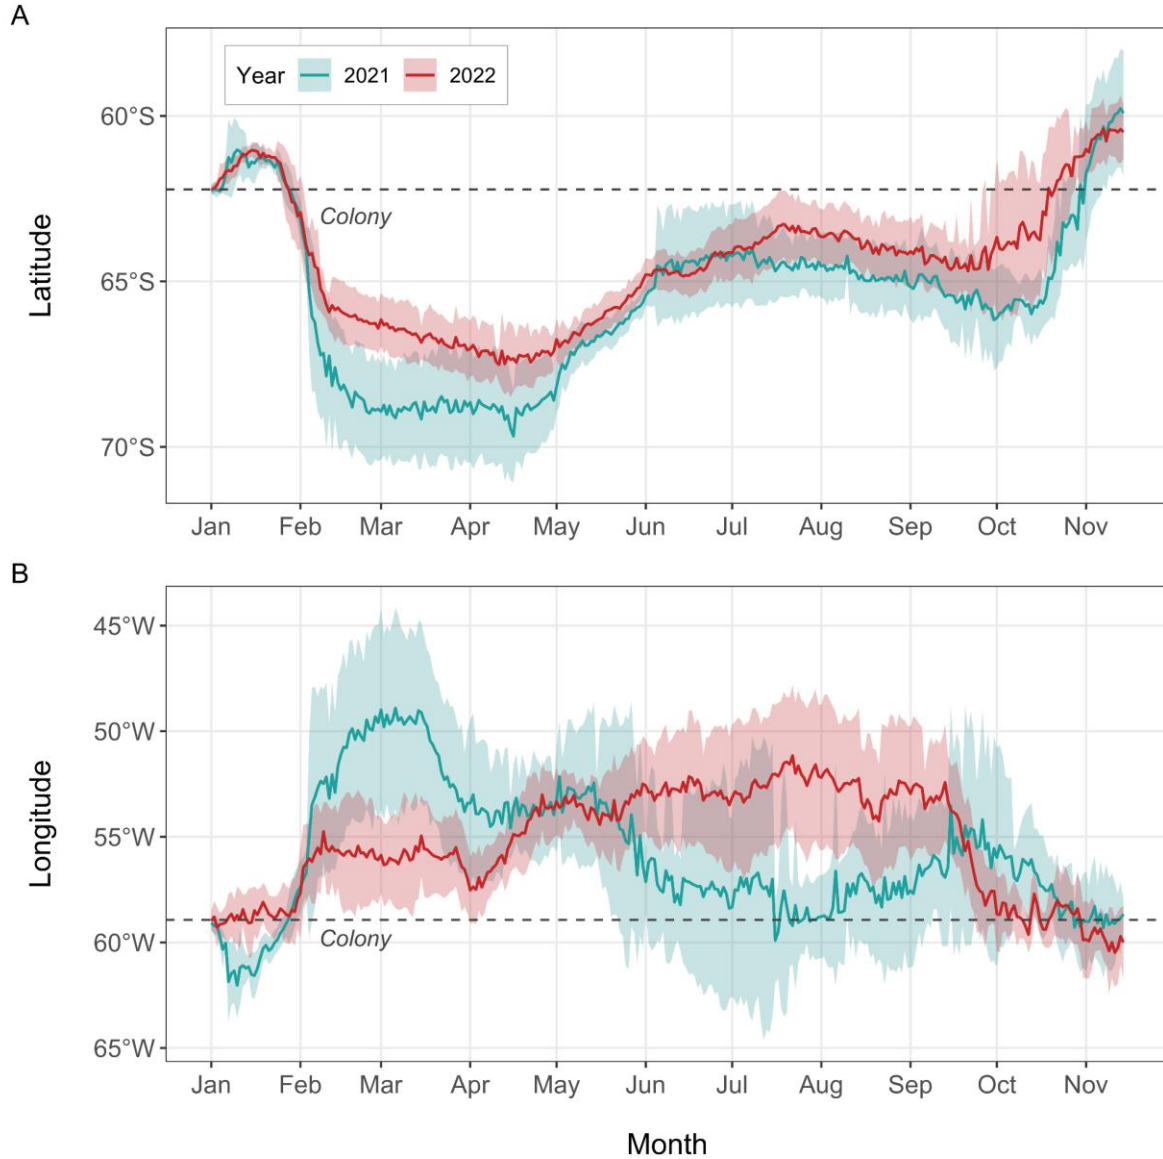 A
Year 2021 2022
60°S
Colony
65°S
70°S
Latitude
Jan Feb Mar Apr May Jun Jul Aug Sep Oct Nov
B
45°W
50°W
55°W
60°W
Colony
65°W
Longitude
Jan Feb Mar Apr May Jun Jul Aug Sep Oct Nov
Month